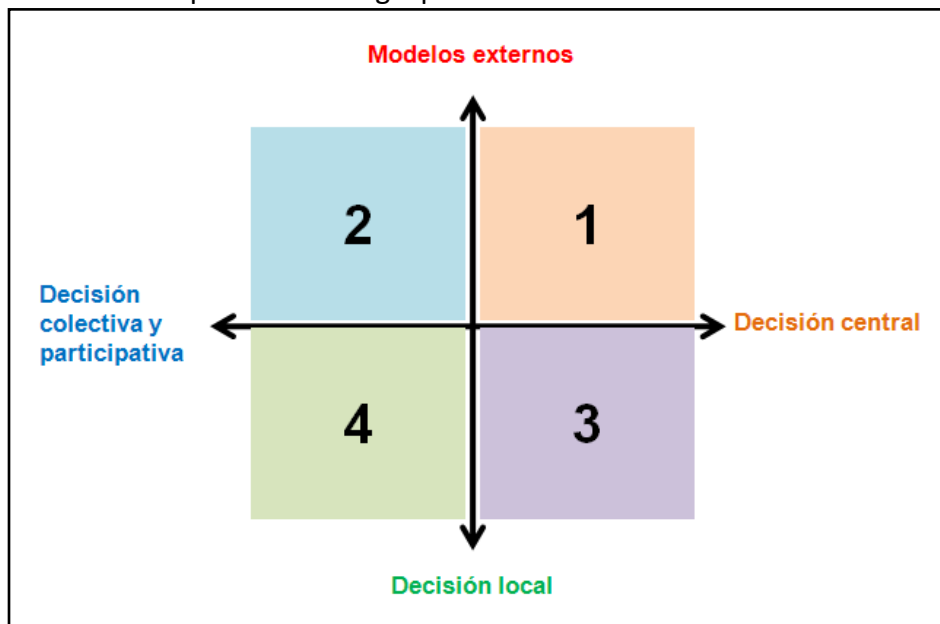 Modelos externos
2
1
Decisión
colectiva y
participativa
Decisión central
4
3
Decisión local